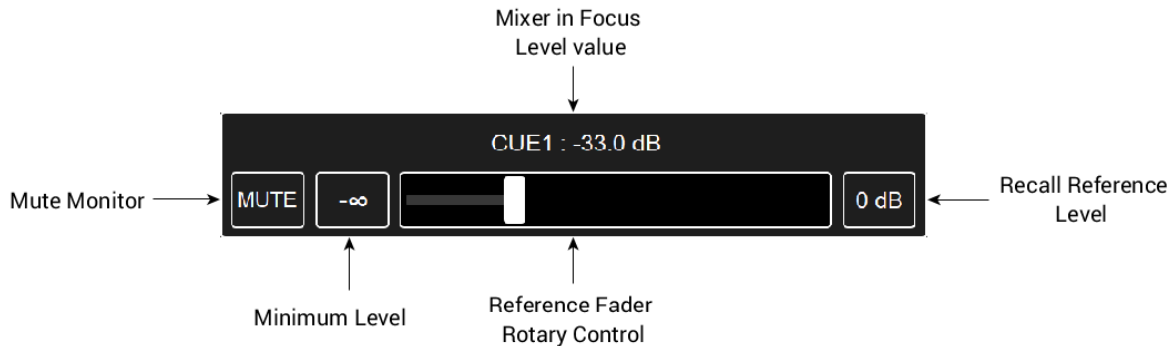 Mixer in Focus
Level value
CUE1 : -33.0 dB
Mute Monitor
MUTE
-∞
0 dB
Recall Reference
Level
Minimum Level
Reference Fader
Rotary Control